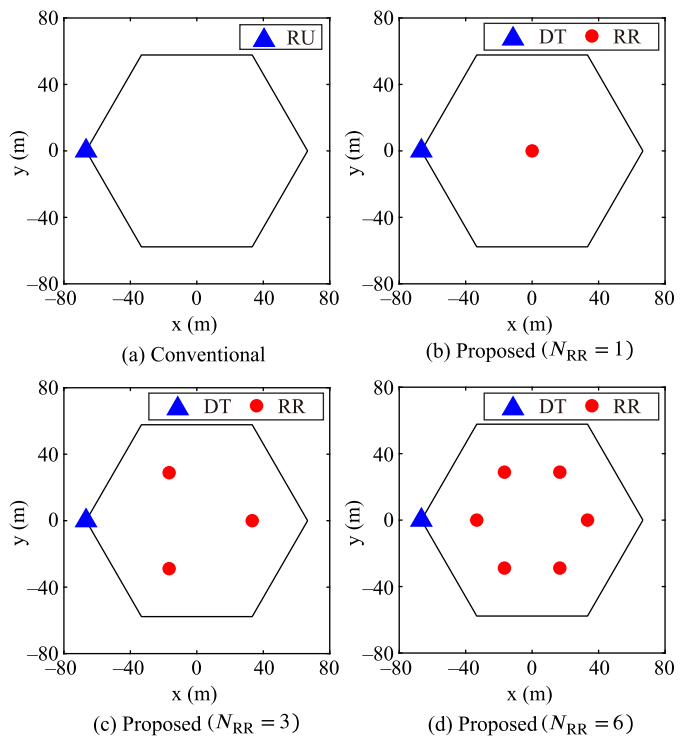 80
40
0
−40
−80
y (m)
RU
−80 −40 0 40 80
x (m)
(a) Conventional
80
40
0
−40
−80
y (m)
DT RR
−80 −40 0 40 80
x (m)
(b) Proposed (N_RR = 1)
80
40
0
−40
−80
y (m)
DT RR
−80 −40 0 40 80
x (m)
(c) Proposed (N_RR = 3)
80
40
0
−40
−80
y (m)
DT RR
−80 −40 0 40 80
x (m)
(d) Proposed (N_RR = 6)